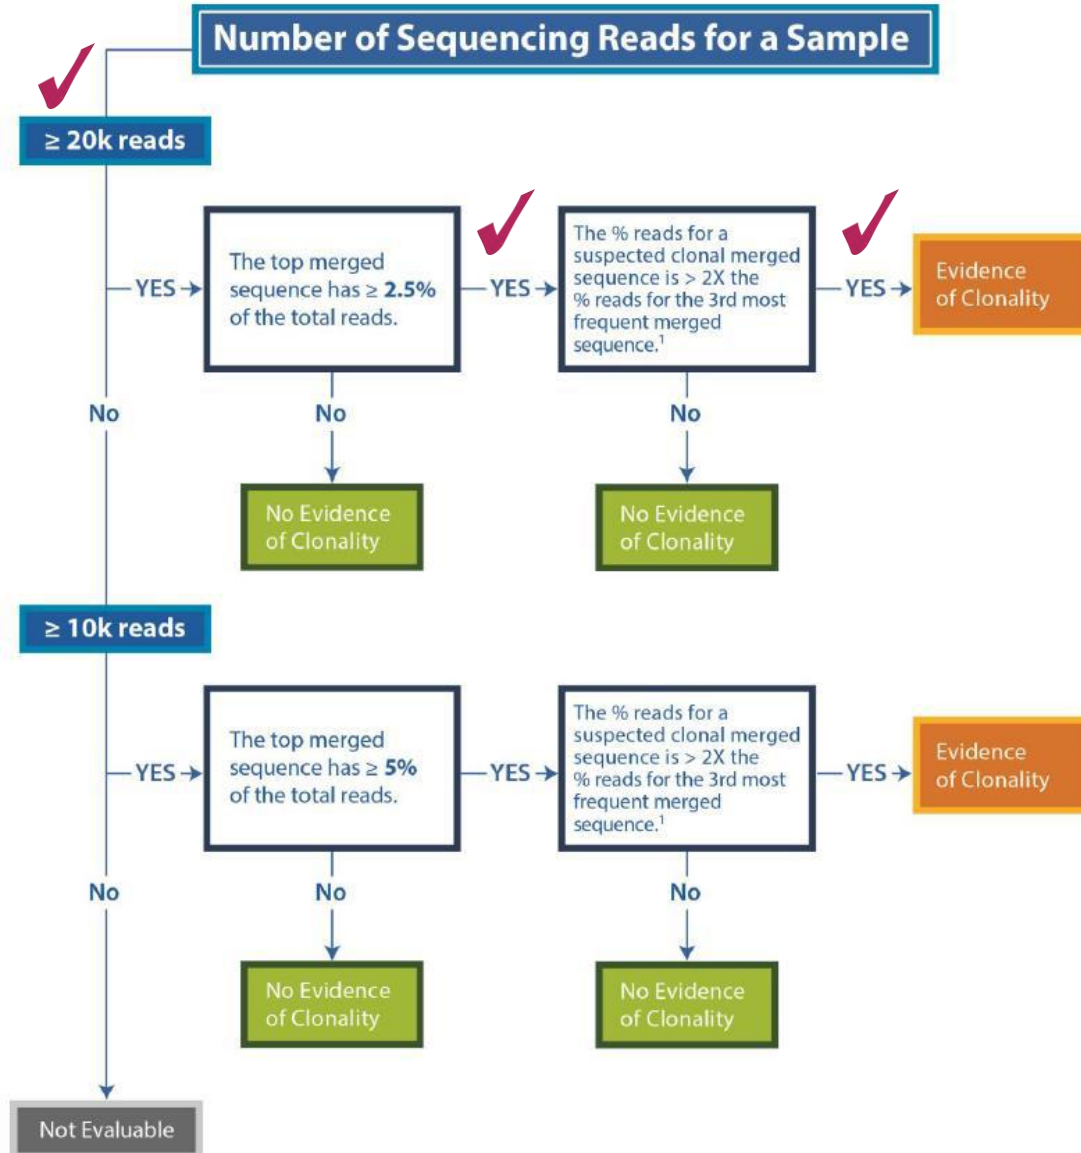 Number of Sequencing Reads for a Sample
≥ 20k reads
YES
The top merged
sequence has ≥ 2.5%
of the total reads.
YES
The % reads for a
suspected clonal merged
sequence is > 2X the
% reads for the 3rd most
frequent merged
sequence.1
YES
Evidence
of Clonality
No
No
No
No Evidence
of Clonality
No Evidence
of Clonality
≥ 10k reads
YES
The top merged
sequence has ≥ 5%
of the total reads.
YES
The % reads for a
suspected clonal merged
sequence is > 2X the
% reads for the 3rd most
frequent merged
sequence.1
YES
Evidence
of Clonality
No
No
No
No Evidence
of Clonality
No Evidence
of Clonality
Not Evaluable